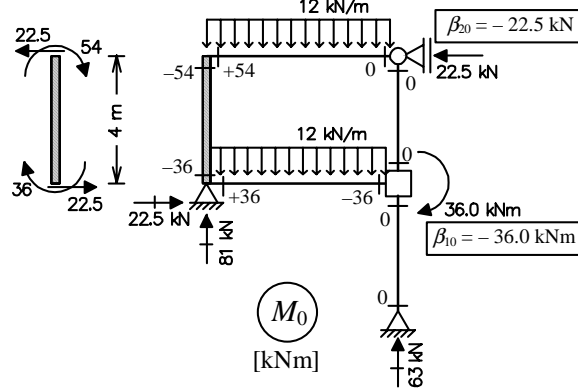 12 kN/m
β₂₀ = − 22.5 kN
22.5
54
−54
+54
0
0
22.5 kN
4 m
12 kN/m
−36
0
36
22.5
+36
−36
0
36.0 kNm
22.5 kN
81 kN
β₁₀ = − 36.0 kNm
M₀
[kNm]
0
63 kN